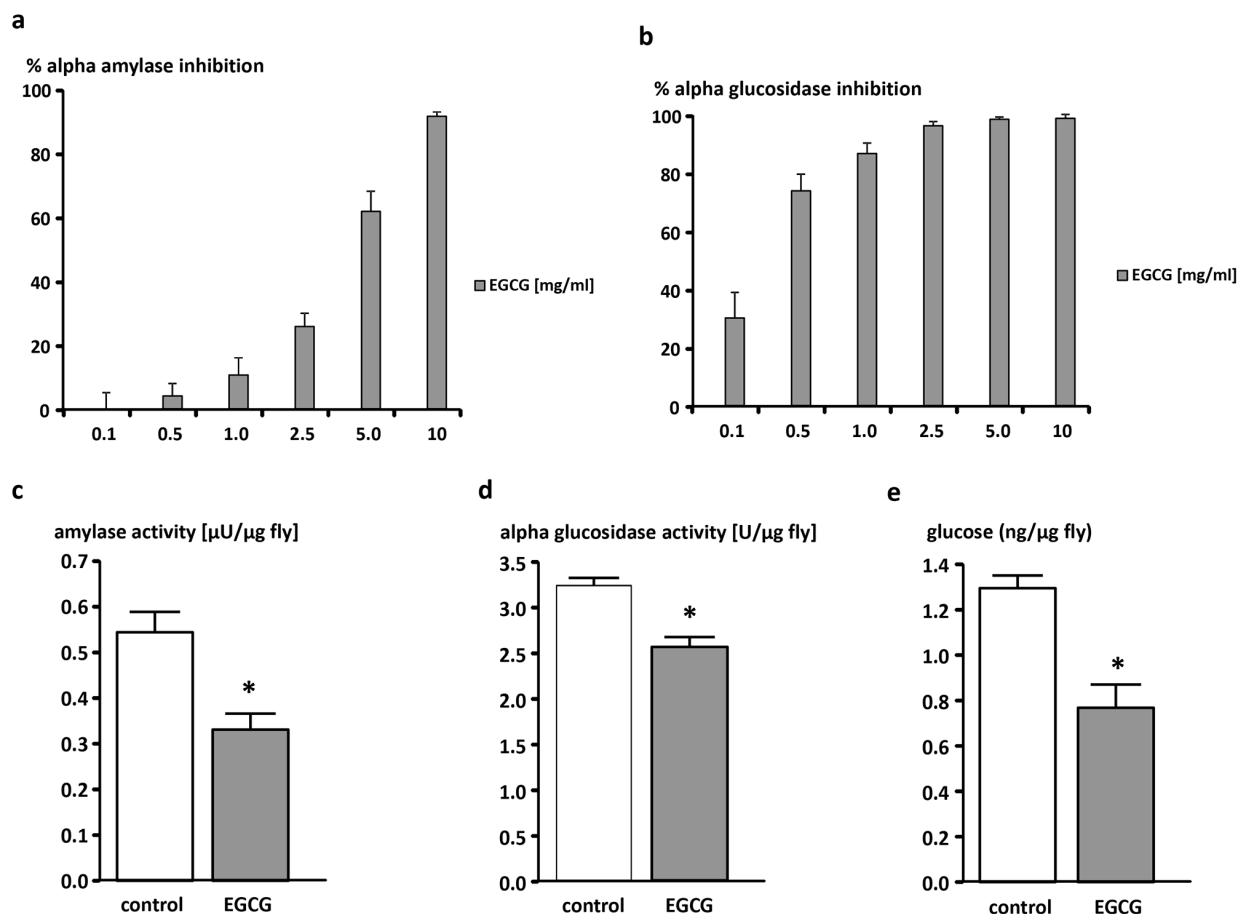 a
% alpha amylase inhibition
100
80
60
40
20
0
0.1 0.5 1.0 2.5 5.0 10
EGCG [mg/ml]
b
% alpha glucosidase inhibition
100
80
60
40
20
0
0.1 0.5 1.0 2.5 5.0 10
EGCG [mg/ml]
c
amylase activity [µU/µg fly]
0.7
0.6
0.5
0.4
0.3
0.2
0.1
0.0
*
control EGCG
d
alpha glucosidase activity [U/µg fly]
3.5
3.0
2.5
2.0
1.5
1.0
0.5
0.0
*
control EGCG
e
glucose (ng/µg fly)
1.4
1.2
1.0
0.8
0.6
0.4
0.2
0.0
*
control EGCG